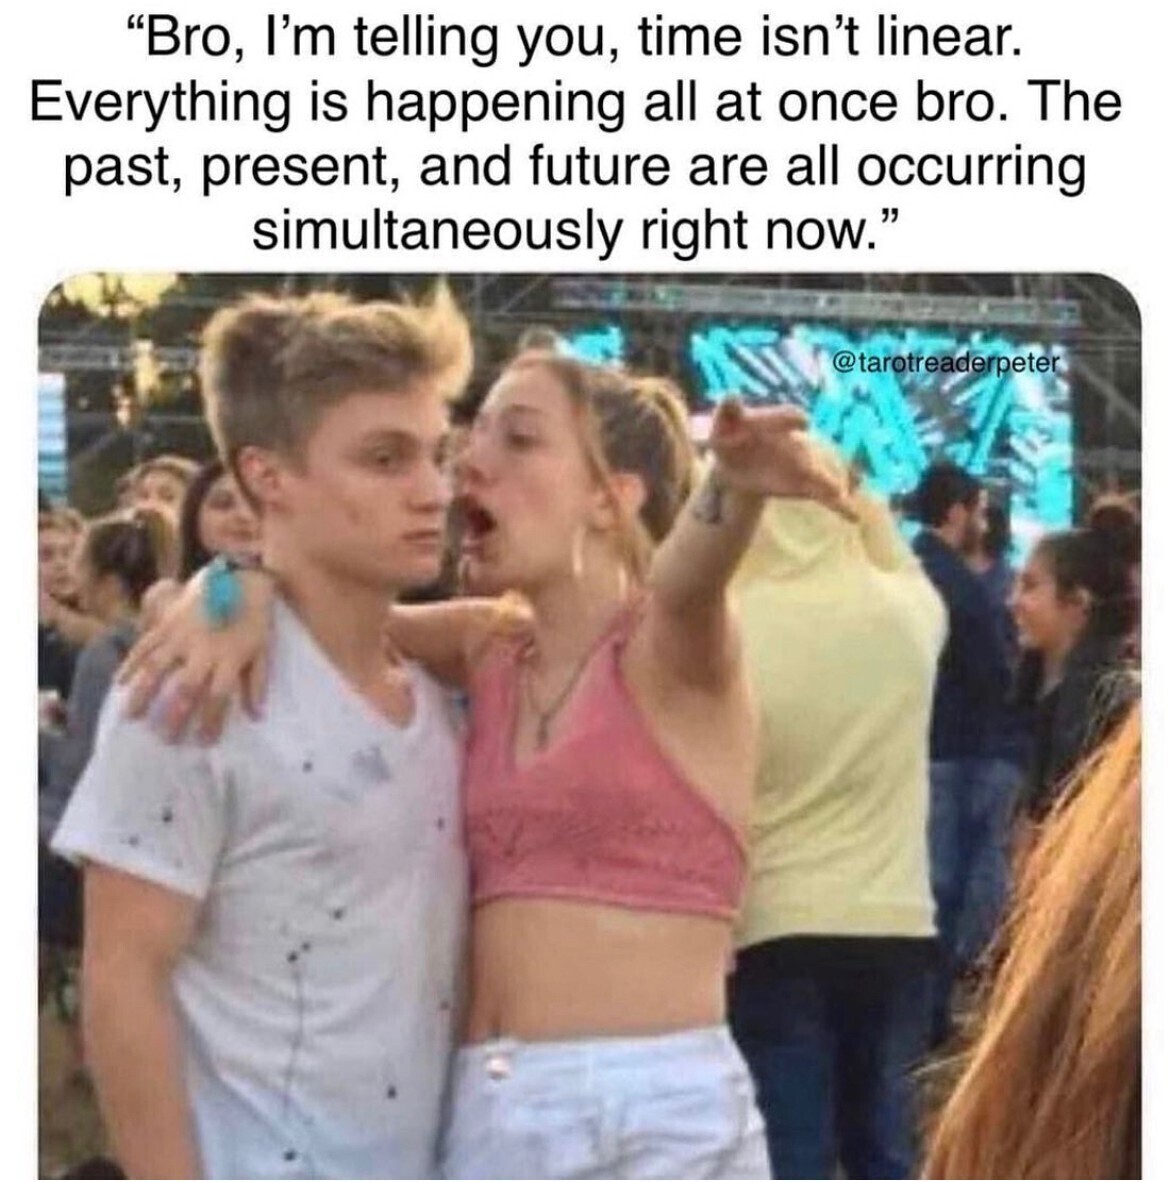 “Bro, I’m telling you, time isn’t linear.
Everything is happening all at once bro. The
past, present, and future are all occurring
simultaneously right now.”
@tarotreaderpeter